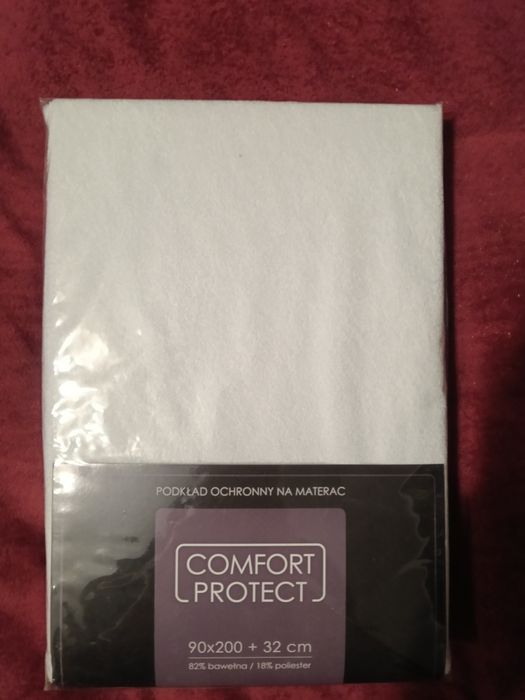 PODKŁAD OCHRONNY NA MATERAC
COMFORT
PROTECT
90x200 + 32 cm
82% bawełna / 18% poliester